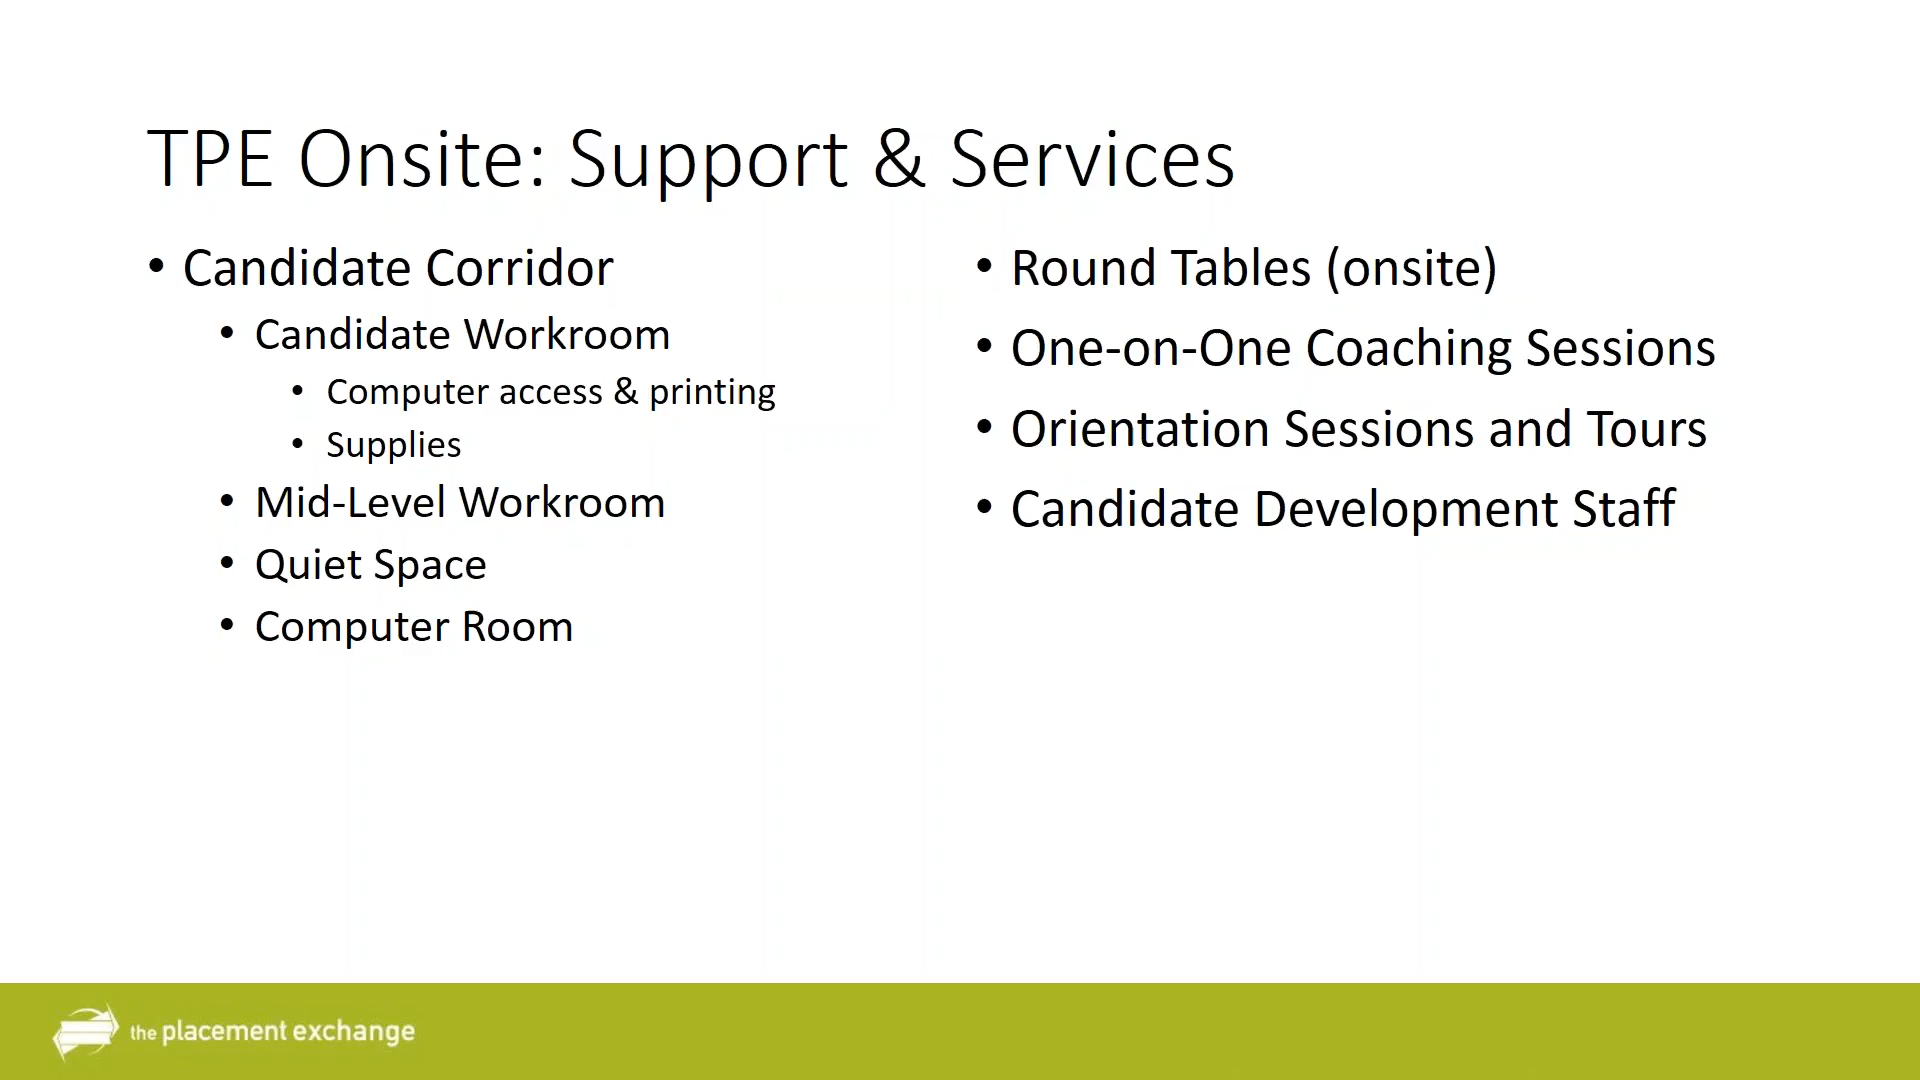 TPE Onsite: Support & Services
• Candidate Corridor
• Candidate Workroom
• Computer access & printing
• Supplies
• Mid-Level Workroom
• Quiet Space
• Computer Room
• Round Tables (onsite)
• One-on-One Coaching Sessions
• Orientation Sessions and Tours
• Candidate Development Staff
the placement exchange